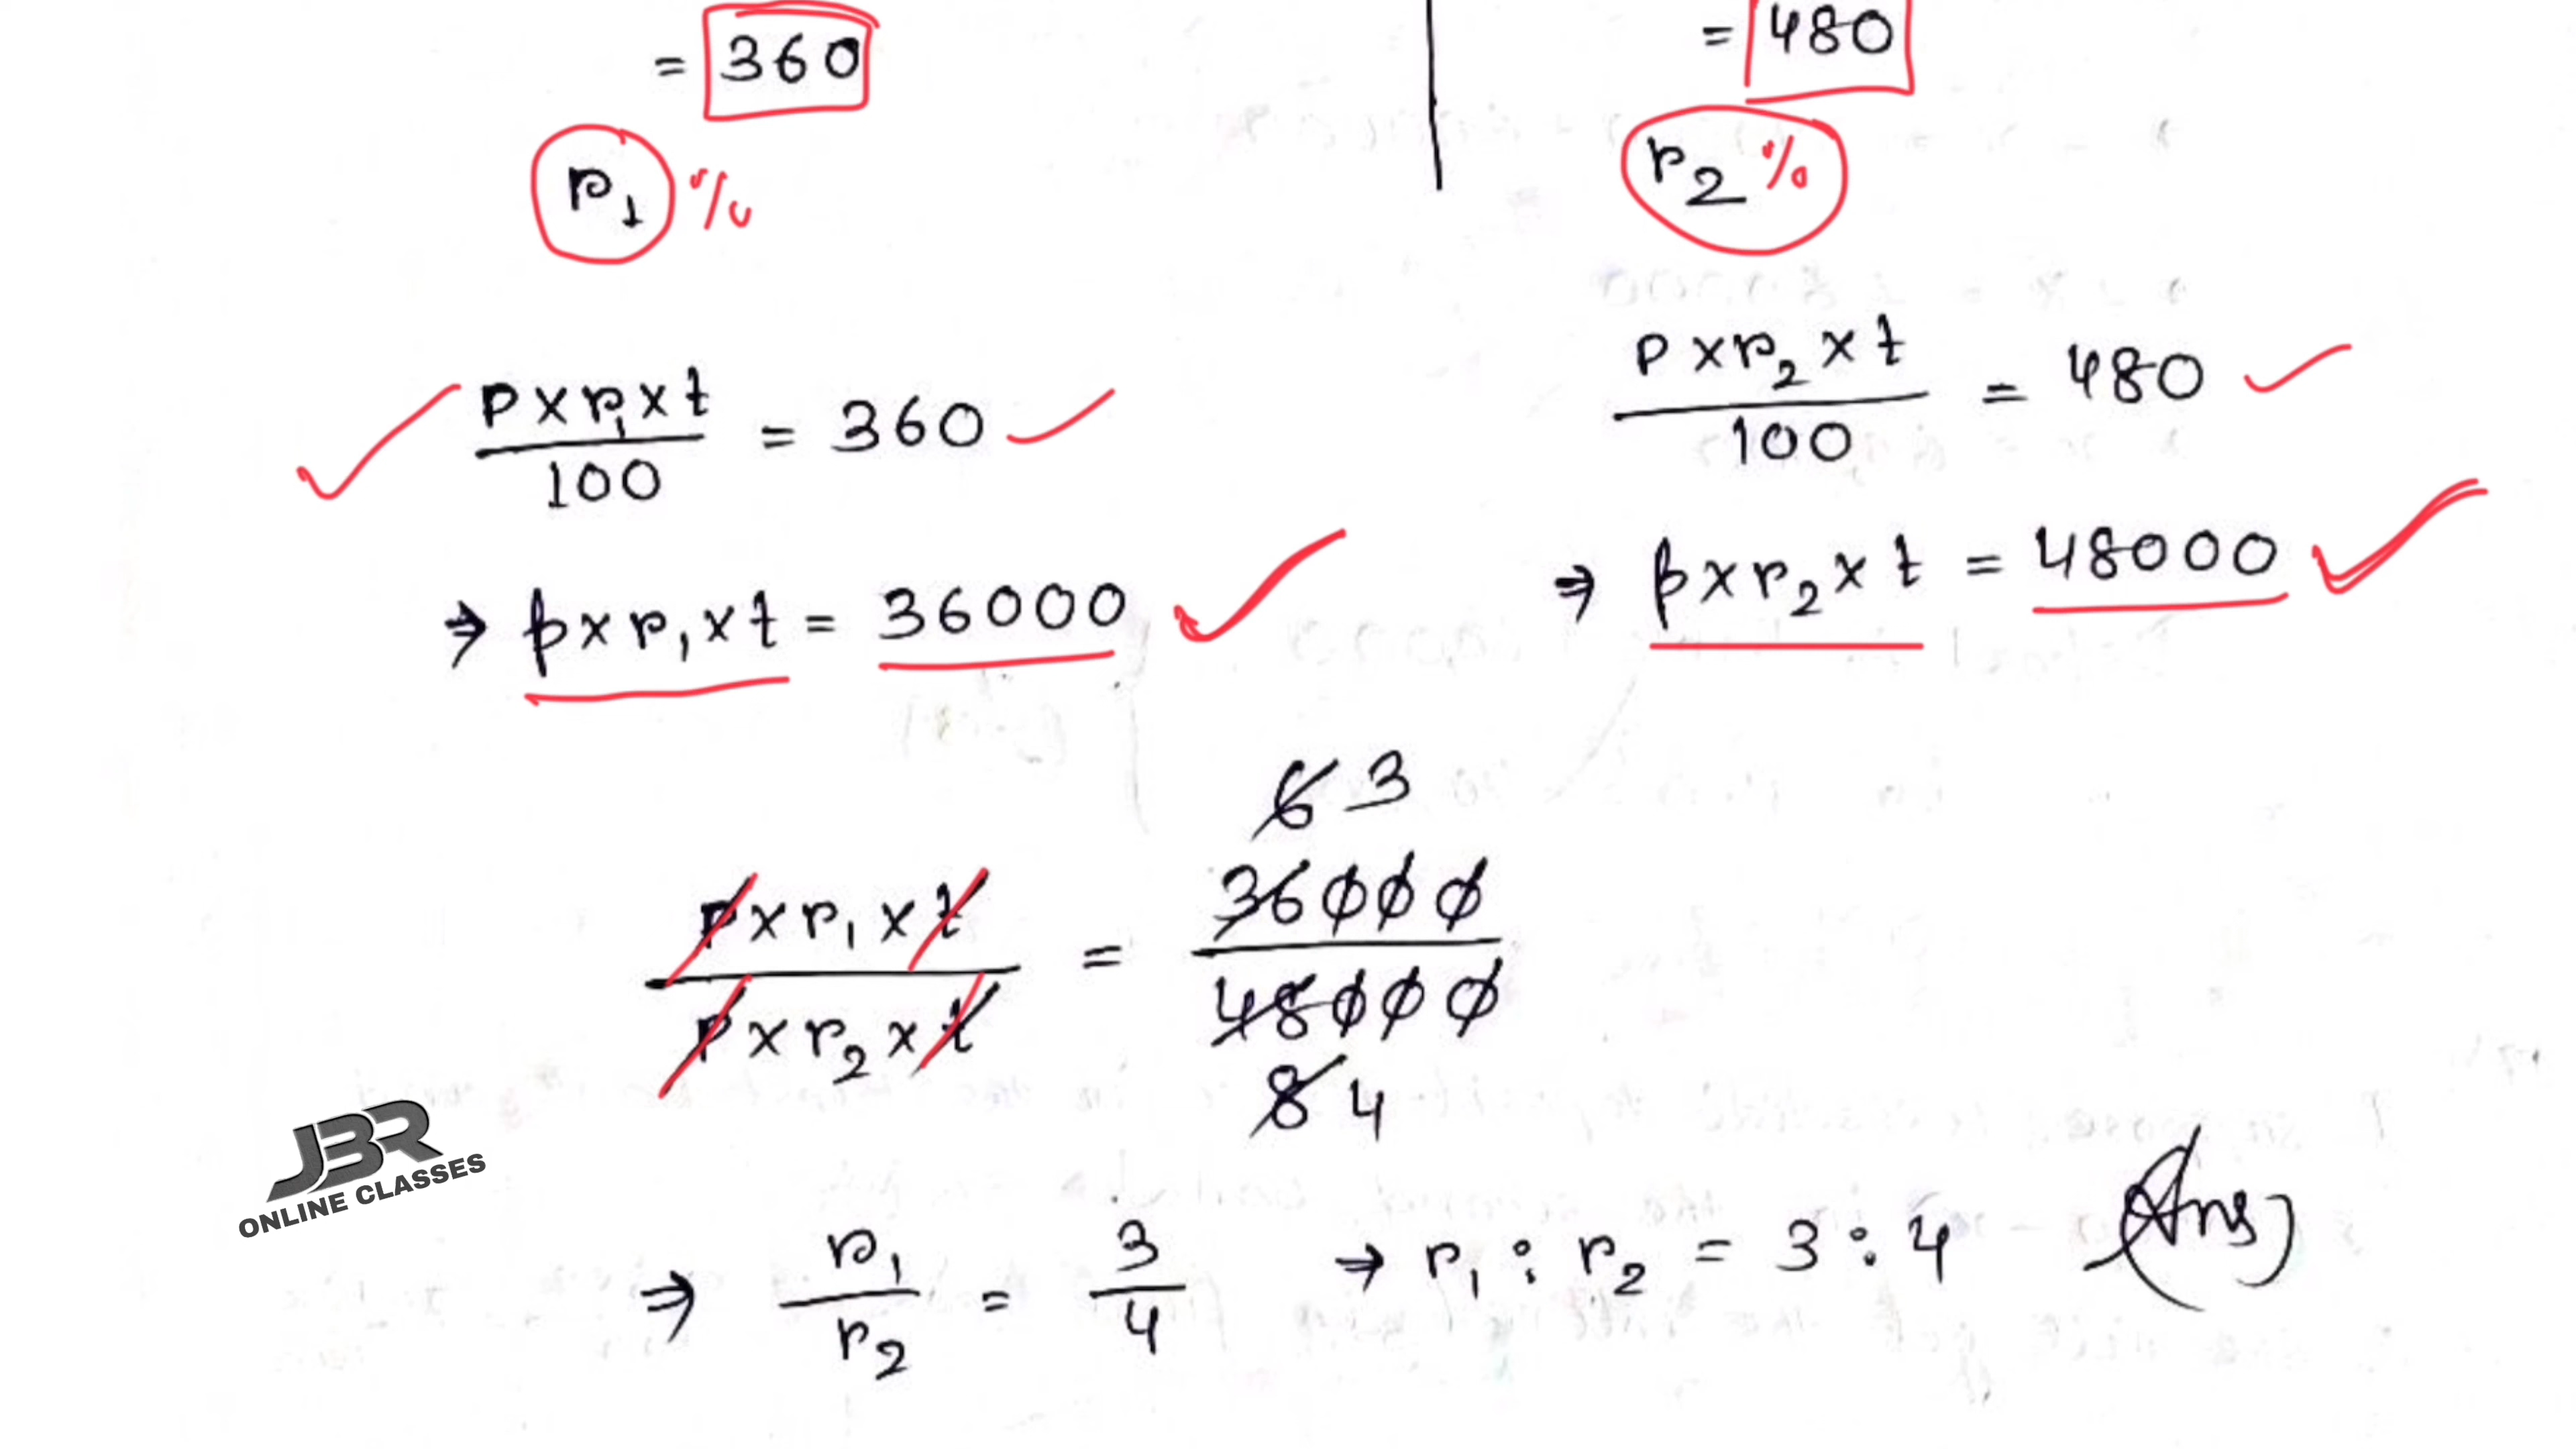 = 360
= 480
r₁ %
r₂ %
P × r₁ × t / 100 = 360
P × r₂ × t / 100 = 480
⇒ p × r₁ × t = 36000
⇒ p × r₂ × t = 48000
6 3
p × r₁ × t / p × r₂ × t = 36000 / 48000
8 4
JBR
ONLINE CLASSES
⇒ r₁ / r₂ = 3 / 4 ⇒ r₁ : r₂ = 3 : 4 Ans